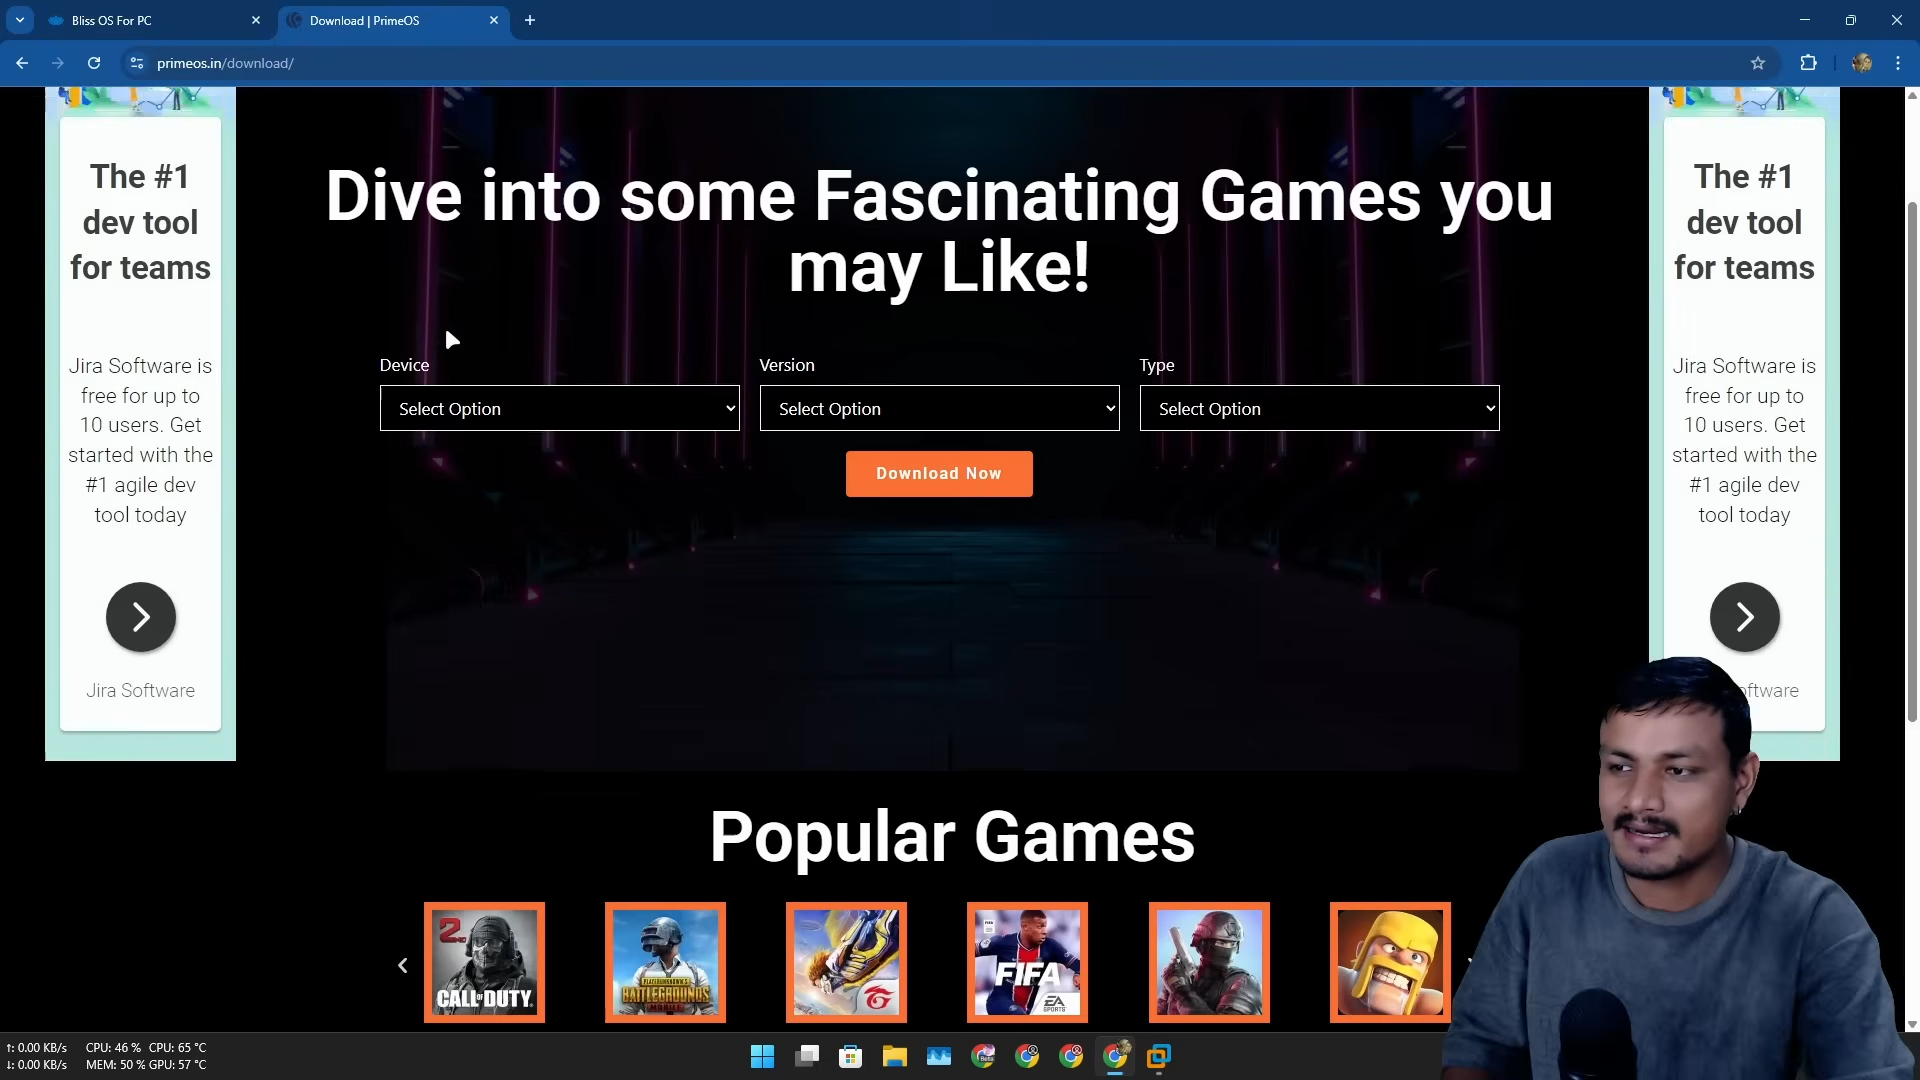 Bliss OS For PC
Download | PrimeOS
primeos.in/download/
The #1
dev tool
for teams
Jira Software is
free for up to
10 users. Get
started with the
#1 agile dev
tool today
Jira Software
Dive into some Fascinating Games you
may Like!
Device
Version
Type
Select Option
Select Option
Select Option
Download Now
The #1
dev tool
for teams
Jira Software is
free for up to
10 users. Get
started with the
#1 agile dev
tool today
oftware
Popular Games
2ND
CALL OF DUTY
PLAYERUNKNOWN'S
BATTLEGROUNDS
MOBILE
FIFA
EA
SPORTS
↑: 0.00 KB/s CPU: 46 % CPU: 65 °C
↓: 0.00 KB/s MEM: 50 % GPU: 57 °C
Beta